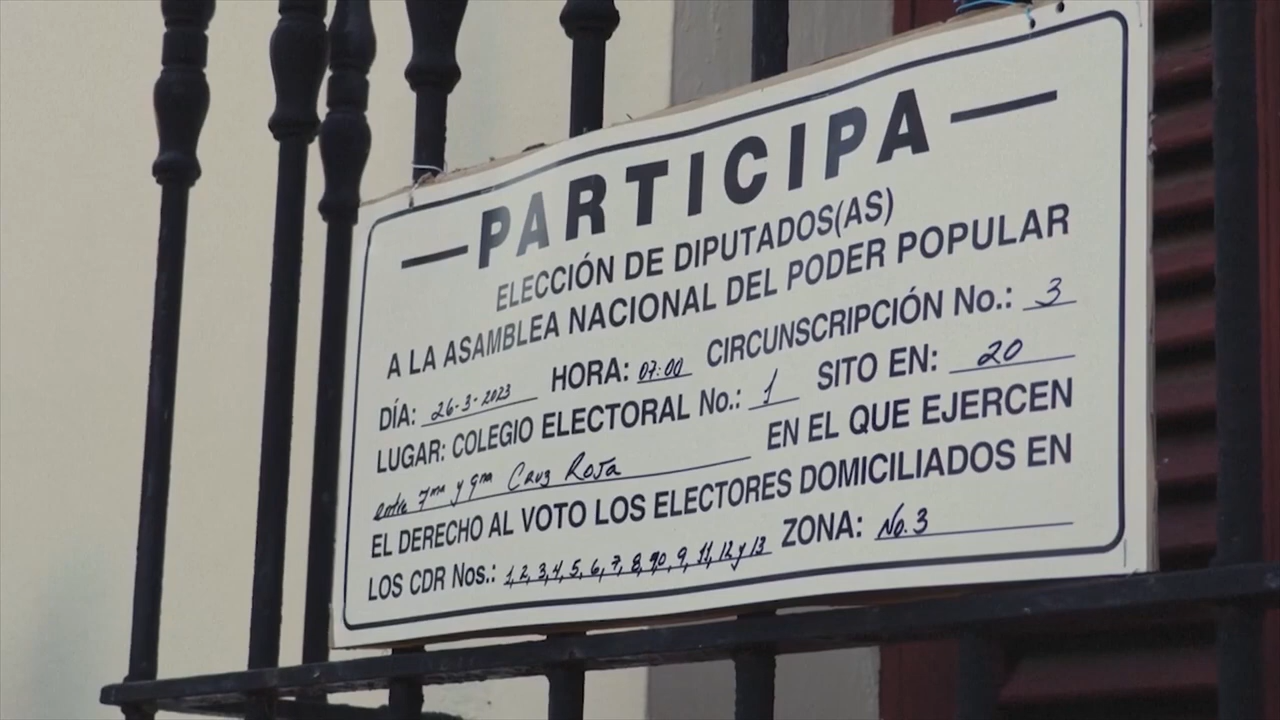 PARTICIPA
ELECCIÓN DE DIPUTADOS(AS)
A LA ASAMBLEA NACIONAL DEL PODER POPULAR
DÍA: 26-3-2023 HORA: 07:00 CIRCUNSCRIPCIÓN No.: 3
LUGAR: COLEGIO ELECTORAL No.: 1 SITO EN: 20
entre 7ma y 9na Cruz Roja EN EL QUE EJERCEN
EL DERECHO AL VOTO LOS ELECTORES DOMICILIADOS EN
LOS CDR Nos.: 1, 2, 3, 4, 5, 6, 7, 8, 10, 9, 11, 12 y 13 ZONA: No. 3